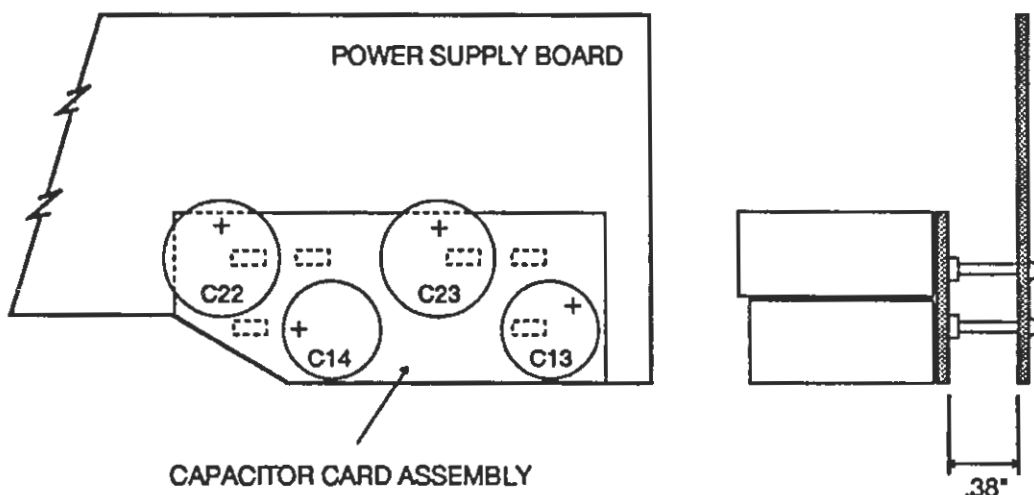 POWER SUPPLY BOARD
+
+
C22
C23
+
+
C14
C13
CAPACITOR CARD ASSEMBLY
.38"